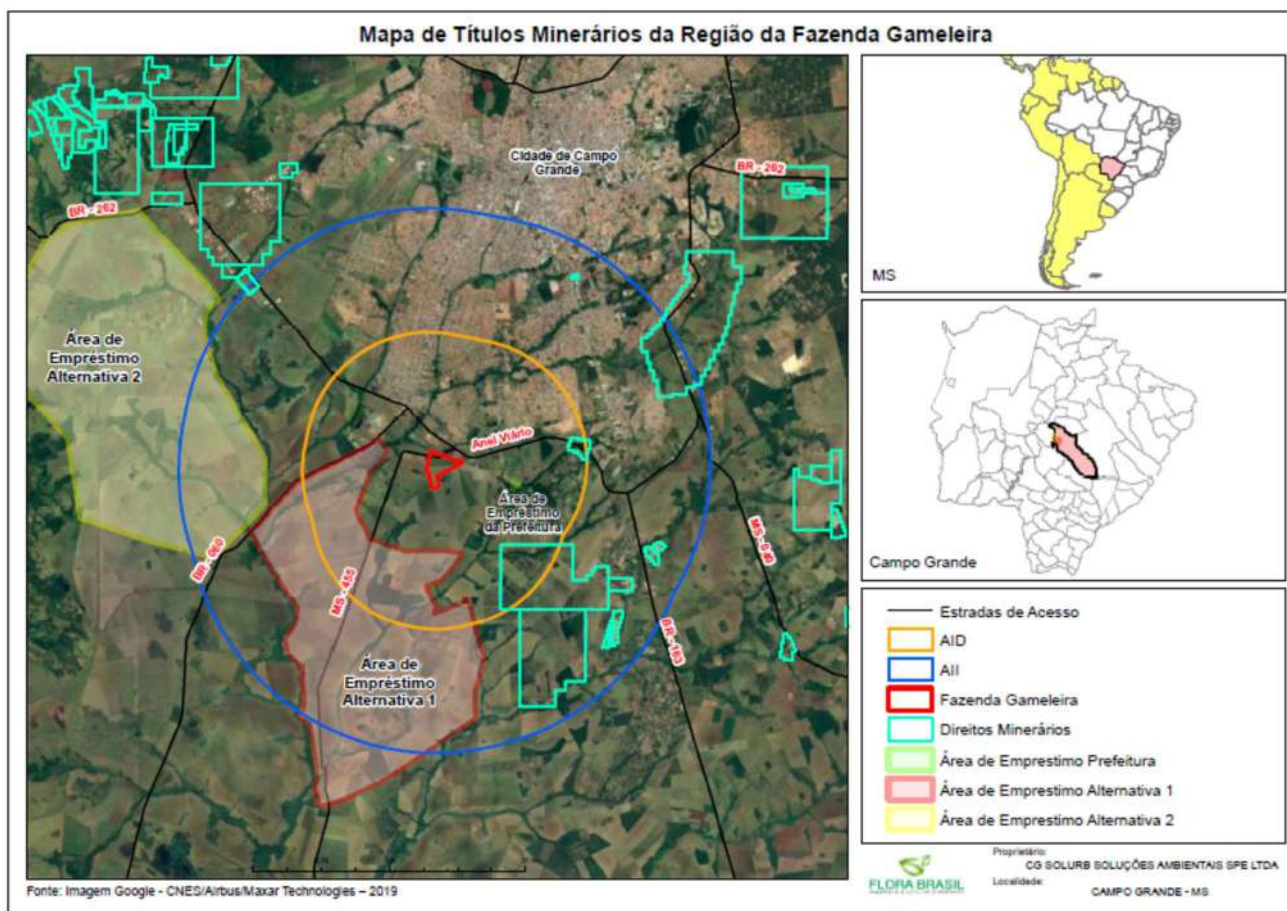 Mapa de Títulos Minerários da Região da Fazenda Gameleira
Cidade de Campo
Grande
BR - 262
BR - 262
Área de
Empréstimo
Alternativa 2
Anel Viário
Área de
Empréstimo
da Prefeitura
BR - 060
MS - 455
MS - 040
BR - 163
Área de
Empréstimo
Alternativa 1
Fonte: Imagem Google - CNES/Airbus/Maxar Technologies – 2019
MS
Campo Grande
Estradas de Acesso
AID
AII
Fazenda Gameleira
Direitos Minerários
Área de Emprestimo Prefeitura
Área de Emprestimo Alternativa 1
Área de Emprestimo Alternativa 2
FLORA BRASIL
Proprietário:
CG SOLURB SOLUÇÕES AMBIENTAIS SPE LTDA
Localidade:
CAMPO GRANDE - MS